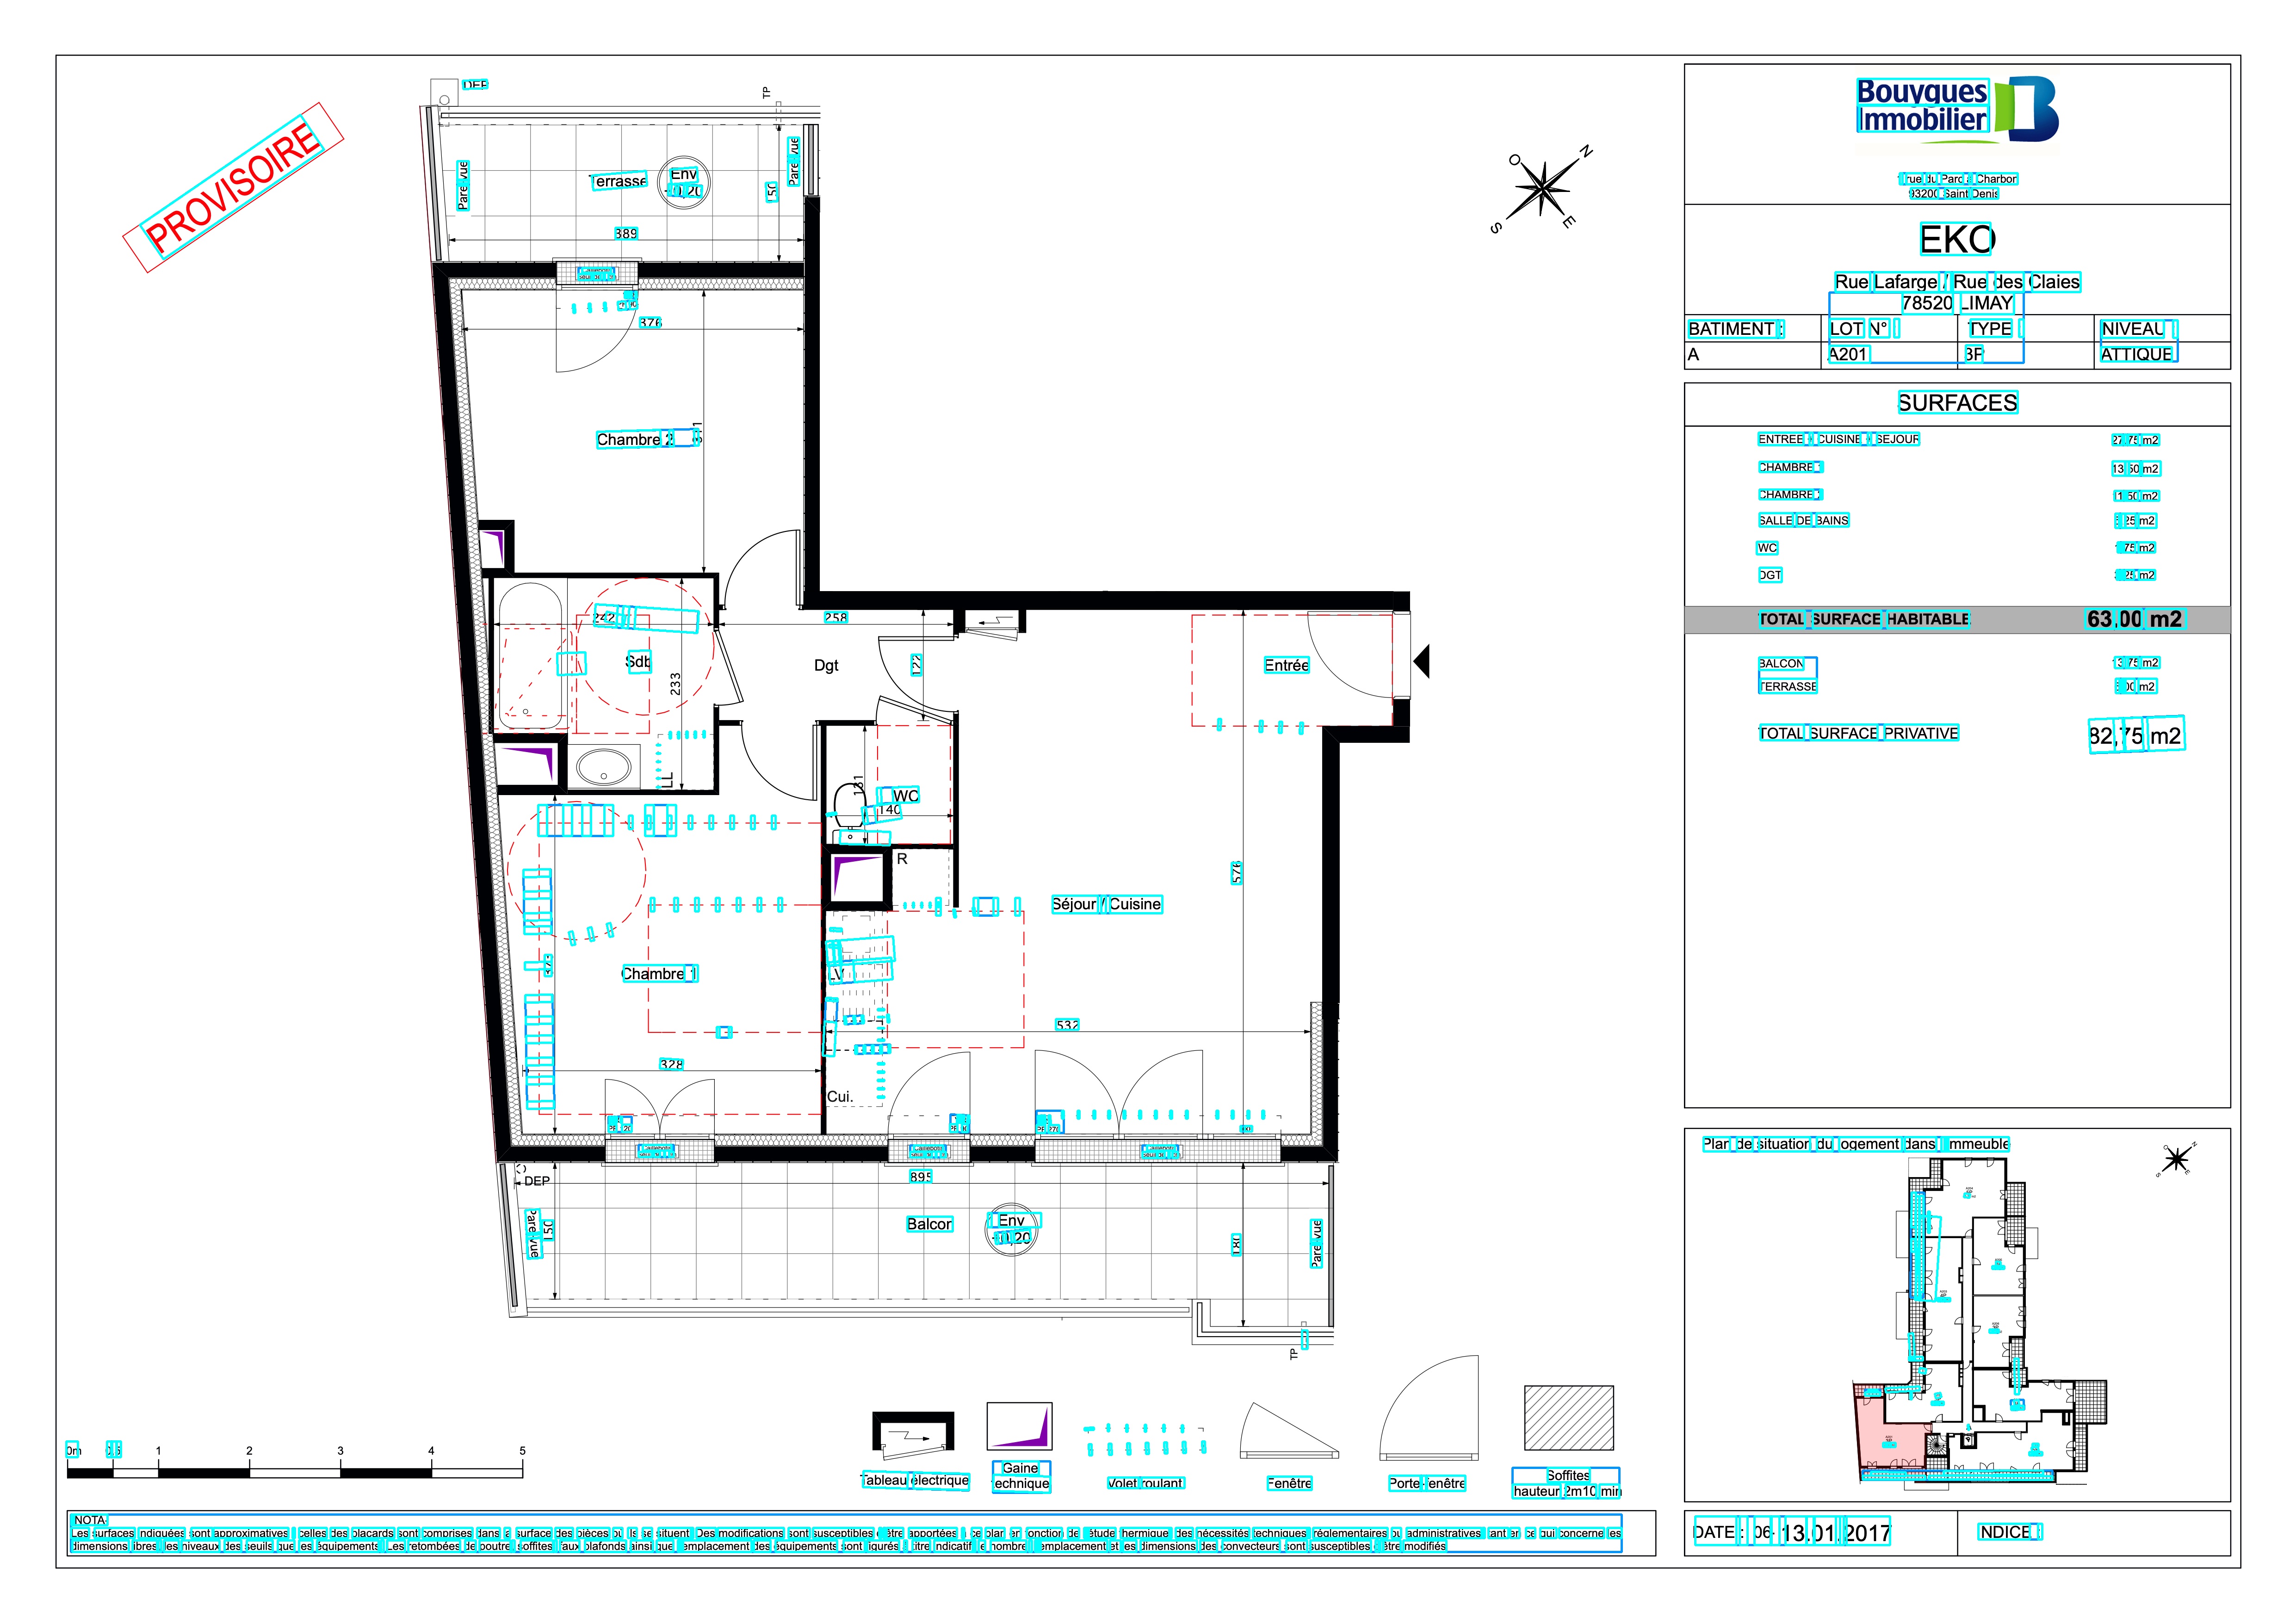 PROVISOIRE
DEP
TP
Pare vue
Terrasse
Env
+0,20
Pare vue
150
389
376
Chambre 2
311
O
N
S
E
242
Sdb
233
LL
258
Dgt
122
Entrée
131
WC
140
R
576
Séjour / Cuisine
Chambre 1
LV
532
328
Cui.
895
DEP
Pare vue
150
Balcon
Env
+0,20
180
Pare vue
TP
0m 0,5 1 2 3 4 5
Tableau électrique
Gaine
technique
Volet roulant
Fenêtre
Porte-fenêtre
Soffites
hauteur 2m10 min
NOTA:
Les surfaces indiquées sont approximatives, celles des placards sont comprises dans la surface des pièces où ils se situent. Des modifications sont susceptibles d'être apportées à ce plan en fonction de l'étude thermique, des nécessités techniques, réglementaires ou administratives, tant en ce qui concerne les
dimensions libres, les niveaux des seuils que les équipements. Les retombées de poutre, soffites, faux plafonds ainsi que l'emplacement des équipements sont figurés à titre indicatif, le nombre, l'emplacement et les dimensions des convecteurs sont susceptibles d'être modifiés.
Bouygues
Immobilier
rue du Parc à Charbon
93200 Saint Denis
EKO
Rue Lafarge / Rue des Claies
78520 LIMAY
BATIMENT : LOT N° : TYPE : NIVEAU :
A A201 3P ATTIQUE
SURFACES
ENTREE + CUISINE + SEJOUR 27,75 m2
CHAMBRE 1 13,50 m2
CHAMBRE 2 11,50 m2
SALLE DE BAINS 5,25 m2
WC 1,75 m2
DGT 3,25 m2
TOTAL SURFACE HABITABLE 63,00 m2
BALCON 13,75 m2
TERRASSE 6,00 m2
TOTAL SURFACE PRIVATIVE 82,75 m2
Plan de situation du logement dans l'immeuble
O
N
S
E
DATE : 06- 13.01.2017
INDICE :